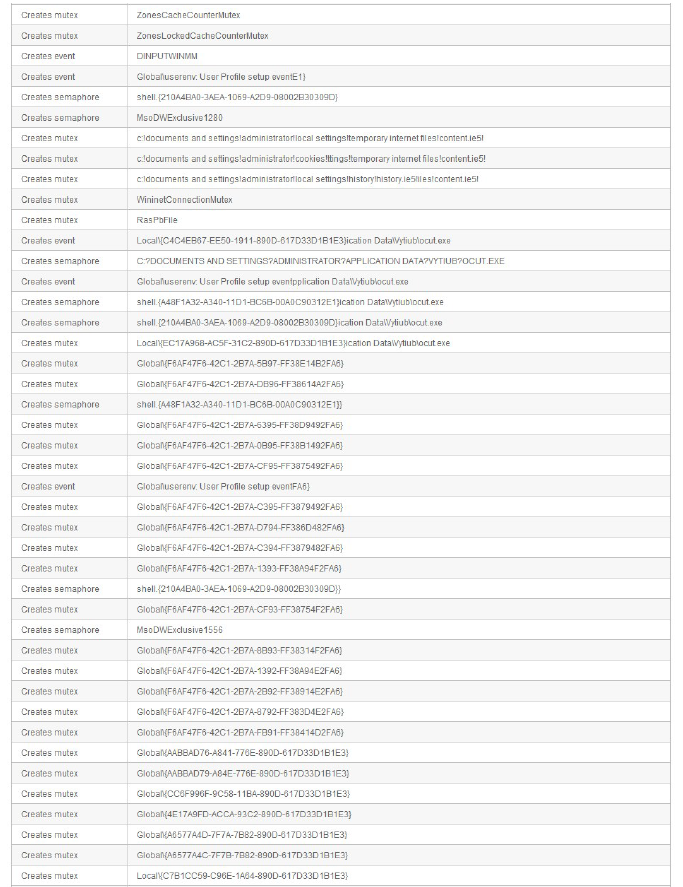 Creates mutex ZonesCacheCounterMutex
Creates mutex ZonesLockedCacheCounterMutex
Creates event DINPUTWINMM
Creates event Global\userenv: User Profile setup eventE1}
Creates semaphore shell.{210A4BA0-3AEA-1069-A2D9-08002B30309D}
Creates semaphore MsoDWExclusive1280
Creates mutex c:!documents and settings!administrator!local settings!temporary internet files!content.ie5!
Creates mutex c:!documents and settings!administrator!cookies!ttings!temporary internet files!content.ie5!
Creates mutex c:!documents and settings!administrator!local settings!history!history.ie5!iles!content.ie5!
Creates mutex WininetConnectionMutex
Creates mutex RasPbFile
Creates event Local\{C4C4EB67-EE50-1911-890D-617D33D1B1E3}ication Data\Vytiub\ocut.exe
Creates semaphore C:?DOCUMENTS AND SETTINGS?ADMINISTRATOR?APPLICATION DATA?VYTIUB?OCUT.EXE
Creates event Global\userenv: User Profile setup eventpplication Data\Vytiub\ocut.exe
Creates semaphore shell.{A48F1A32-A340-11D1-BC6B-00A0C90312E1}ication Data\Vytiub\ocut.exe
Creates semaphore shell.{210A4BA0-3AEA-1069-A2D9-08002B30309D}ication Data\Vytiub\ocut.exe
Creates mutex Local\{EC17A968-AC5F-31C2-890D-617D33D1B1E3}ication Data\Vytiub\ocut.exe
Creates mutex Global\{F6AF47F6-42C1-2B7A-5B97-FF38E14B2FA6}
Creates mutex Global\{F6AF47F6-42C1-2B7A-DB96-FF38614A2FA6}
Creates semaphore shell.{A48F1A32-A340-11D1-BC6B-00A0C90312E1}}
Creates mutex Global\{F6AF47F6-42C1-2B7A-6395-FF38D9492FA6}
Creates mutex Global\{F6AF47F6-42C1-2B7A-0B95-FF38B1492FA6}
Creates mutex Global\{F6AF47F6-42C1-2B7A-CF95-FF3875492FA6}
Creates event Global\userenv: User Profile setup eventFA6}
Creates mutex Global\{F6AF47F6-42C1-2B7A-C395-FF3879492FA6}
Creates mutex Global\{F6AF47F6-42C1-2B7A-D794-FF386D482FA6}
Creates mutex Global\{F6AF47F6-42C1-2B7A-C394-FF3879482FA6}
Creates mutex Global\{F6AF47F6-42C1-2B7A-1393-FF38A94F2FA6}
Creates semaphore shell.{210A4BA0-3AEA-1069-A2D9-08002B30309D}}
Creates mutex Global\{F6AF47F6-42C1-2B7A-CF93-FF38754F2FA6}
Creates semaphore MsoDWExclusive1556
Creates mutex Global\{F6AF47F6-42C1-2B7A-8B93-FF38314F2FA6}
Creates mutex Global\{F6AF47F6-42C1-2B7A-1392-FF38A94E2FA6}
Creates mutex Global\{F6AF47F6-42C1-2B7A-2B92-FF38914E2FA6}
Creates mutex Global\{F6AF47F6-42C1-2B7A-8792-FF383D4E2FA6}
Creates mutex Global\{F6AF47F6-42C1-2B7A-FB91-FF38414D2FA6}
Creates mutex Global\{AABBAD76-A841-776E-890D-617D33D1B1E3}
Creates mutex Global\{AABBAD79-A84E-776E-890D-617D33D1B1E3}
Creates mutex Global\{CC6F996F-9C58-11BA-890D-617D33D1B1E3}
Creates mutex Global\{4E17A9FD-ACCA-93C2-890D-617D33D1B1E3}
Creates mutex Global\{A6577A4D-7F7A-7B82-890D-617D33D1B1E3}
Creates mutex Global\{A6577A4C-7F7B-7B82-890D-617D33D1B1E3}
Creates mutex Local\{C7B1CC59-C96E-1A64-890D-617D33D1B1E3}